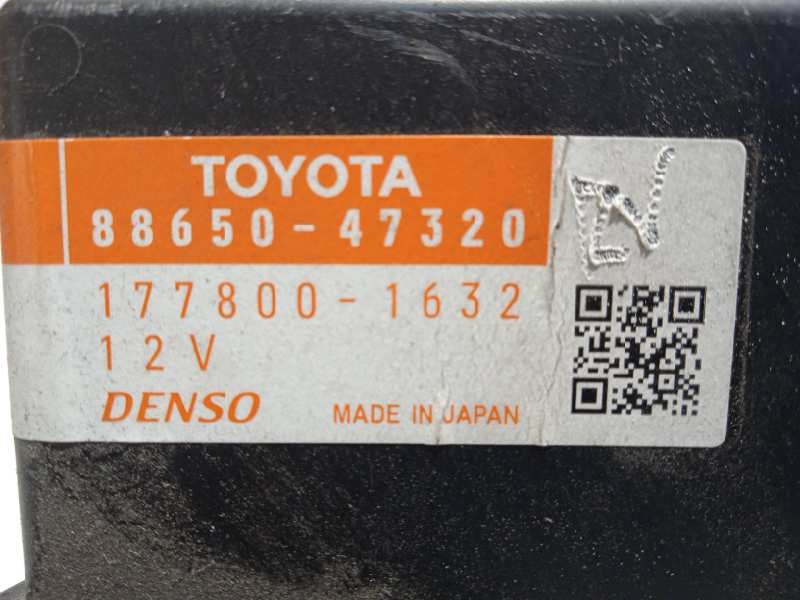 TOYOTA
88650-47320
177800-1632
12V
DENSO MADE IN JAPAN